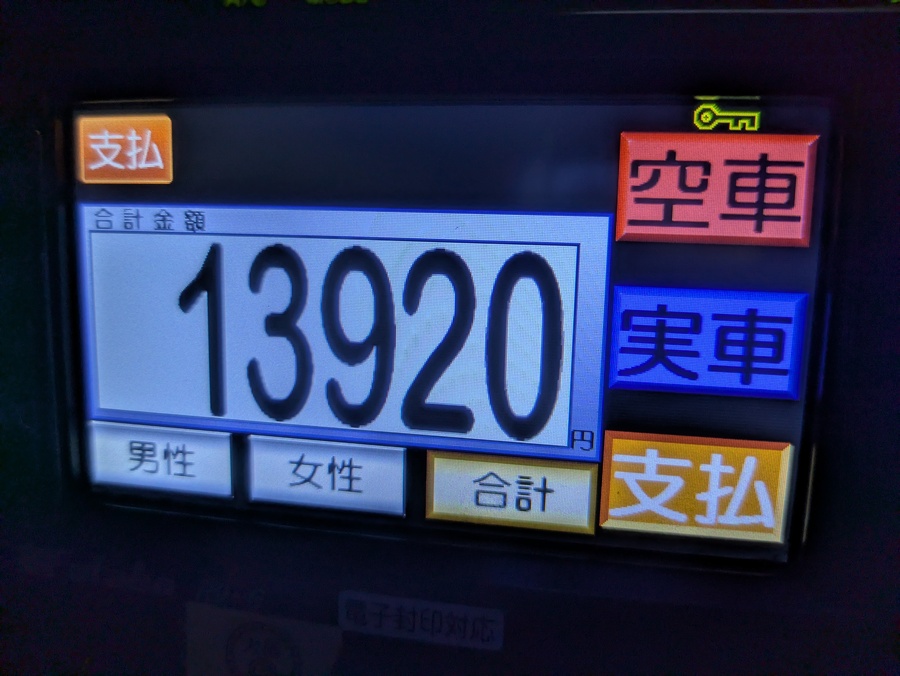 支払
空車
合計金額
13920
円
実車
男性
女性
合計
支払
電子封印対応